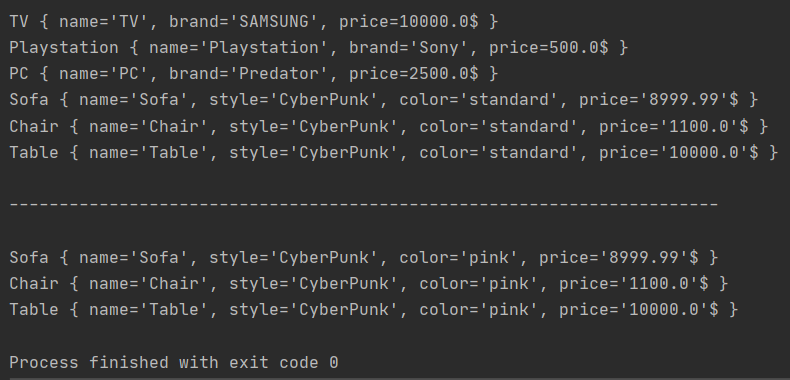 TV { name='TV', brand='SAMSUNG', price=10000.0$ }
Playstation { name='Playstation', brand='Sony', price=500.0$ }
PC { name='PC', brand='Predator', price=2500.0$ }
Sofa { name='Sofa', style='CyberPunk', color='standard', price='8999.99'$ }
Chair { name='Chair', style='CyberPunk', color='standard', price='1100.0'$ }
Table { name='Table', style='CyberPunk', color='standard', price='10000.0'$ }
-----------------------------------------------------------------------
Sofa { name='Sofa', style='CyberPunk', color='pink', price='8999.99'$ }
Chair { name='Chair', style='CyberPunk', color='pink', price='1100.0'$ }
Table { name='Table', style='CyberPunk', color='pink', price='10000.0'$ }
Process finished with exit code 0